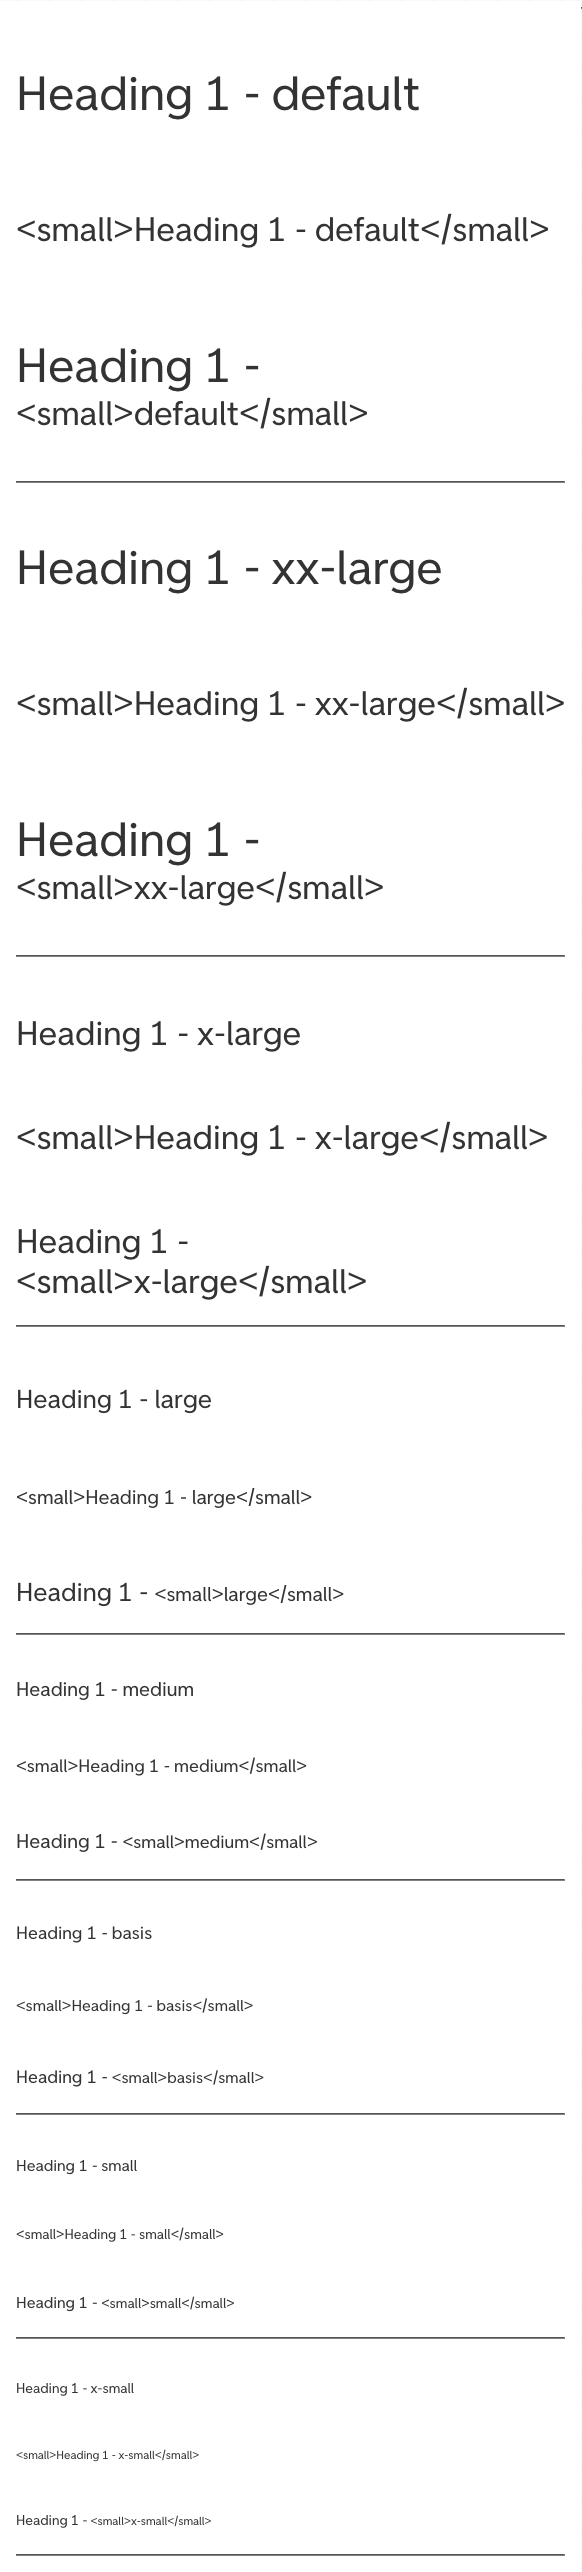 Heading 1 - default
<small>Heading 1 - default</small>
Heading 1 -
<small>default</small>
Heading 1 - xx-large
<small>Heading 1 - xx-large</small>
Heading 1 -
<small>xx-large</small>
Heading 1 - x-large
<small>Heading 1 - x-large</small>
Heading 1 -
<small>x-large</small>
Heading 1 - large
<small>Heading 1 - large</small>
Heading 1 - <small>large</small>
Heading 1 - medium
<small>Heading 1 - medium</small>
Heading 1 - <small>medium</small>
Heading 1 - basis
<small>Heading 1 - basis</small>
Heading 1 - <small>basis</small>
Heading 1 - small
<small>Heading 1 - small</small>
Heading 1 - <small>small</small>
Heading 1 - x-small
<small>Heading 1 - x-small</small>
Heading 1 - <small>x-small</small>